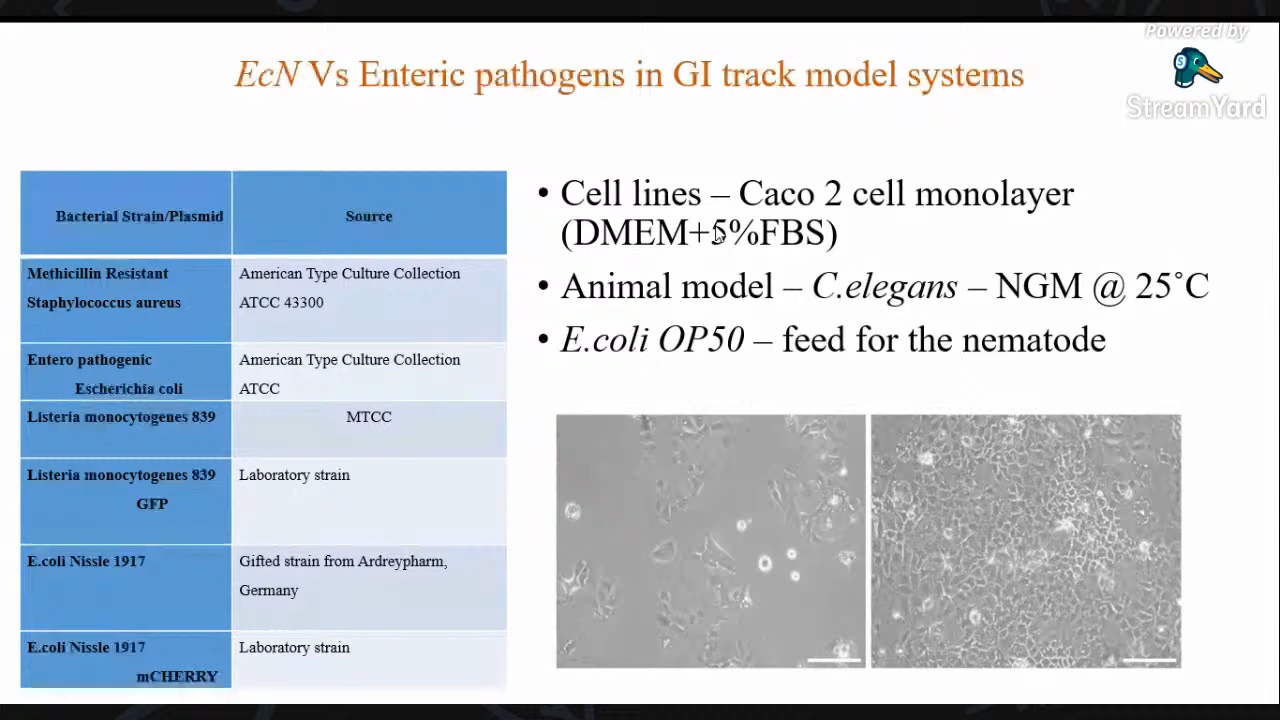 Powered by
StreamYard
EcN Vs Enteric pathogens in GI track model systems
Bacterial Strain/Plasmid
Source
Methicillin Resistant
Staphylococcus aureus
American Type Culture Collection
ATCC 43300
Entero pathogenic
Escherichia coli
American Type Culture Collection
ATCC
Listeria monocytogenes 839
MTCC
Listeria monocytogenes 839
GFP
Laboratory strain
E.coli Nissle 1917
Gifted strain from Ardreypharm,
Germany
E.coli Nissle 1917
mCHERRY
Laboratory strain
• Cell lines – Caco 2 cell monolayer
(DMEM+5%FBS)
• Animal model – C.elegans – NGM @ 25˚C
• E.coli OP50 – feed for the nematode